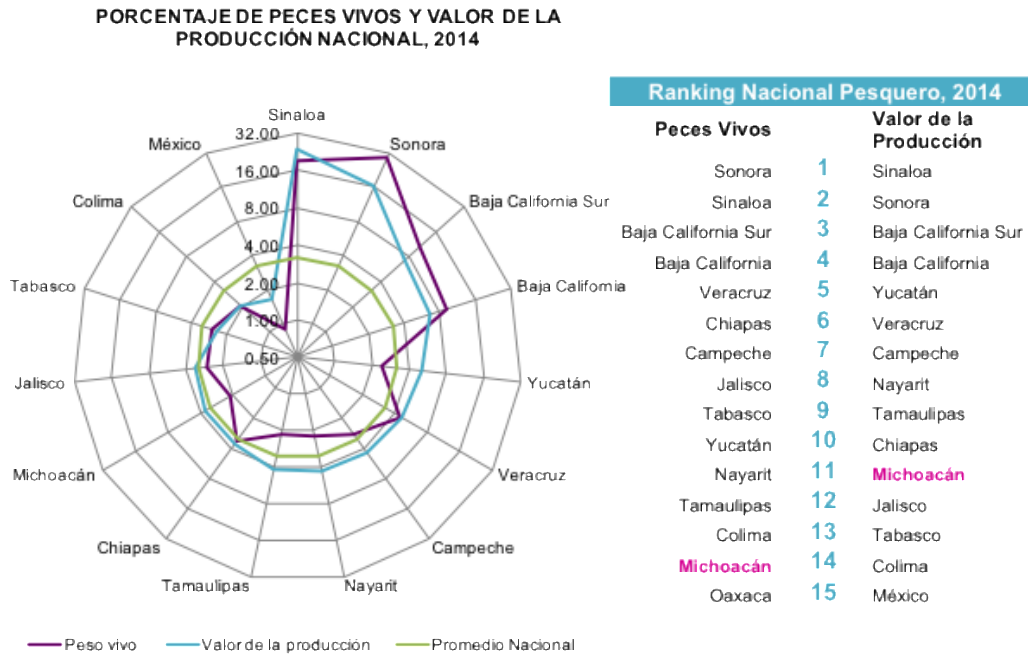 PORCENTAJE DE PECES VIVOS Y VALOR DE LA
PRODUCCIÓN NACIONAL, 2014
Sinaloa
Sonora
Baja California Sur
Baja California
Yucatán
Veracruz
Campeche
Nayarit
Tamaulipas
Chiapas
Michoacán
Jalisco
Tabasco
Colima
México
32.00
16.00
8.00
4.00
2.00
1.00
0.50
Peso vivo Valor de la producción Promedio Nacional
Ranking Nacional Pesquero, 2014
Peces Vivos Valor de la
Producción
Sonora 1 Sinaloa
Sinaloa 2 Sonora
Baja California Sur 3 Baja California Sur
Baja California 4 Baja California
Veracruz 5 Yucatán
Chiapas 6 Veracruz
Campeche 7 Campeche
Jalisco 8 Nayarit
Tabasco 9 Tamaulipas
Yucatán 10 Chiapas
Nayarit 11 Michoacán
Tamaulipas 12 Jalisco
Colima 13 Tabasco
Michoacán 14 Colima
Oaxaca 15 México